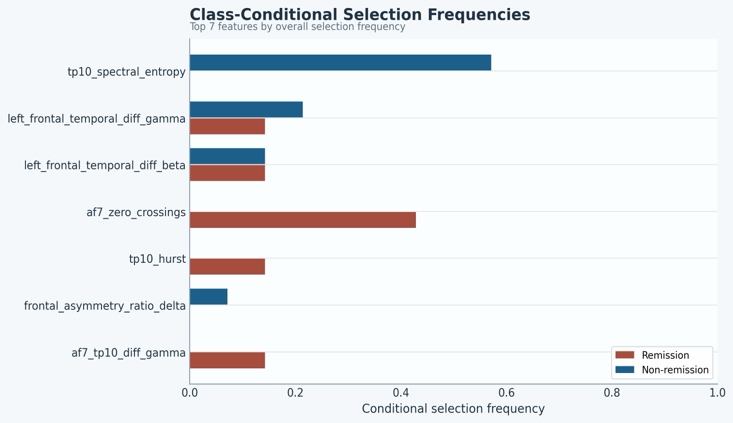 Class-Conditional Selection Frequencies
Top 7 features by overall selection frequency
tp10_spectral_entropy
left_frontal_temporal_diff_gamma
left_frontal_temporal_diff_beta
af7_zero_crossings
tp10_hurst
frontal_asymmetry_ratio_delta
af7_tp10_diff_gamma
Remission
Non-remission
0.0 0.2 0.4 0.6 0.8 1.0
Conditional selection frequency